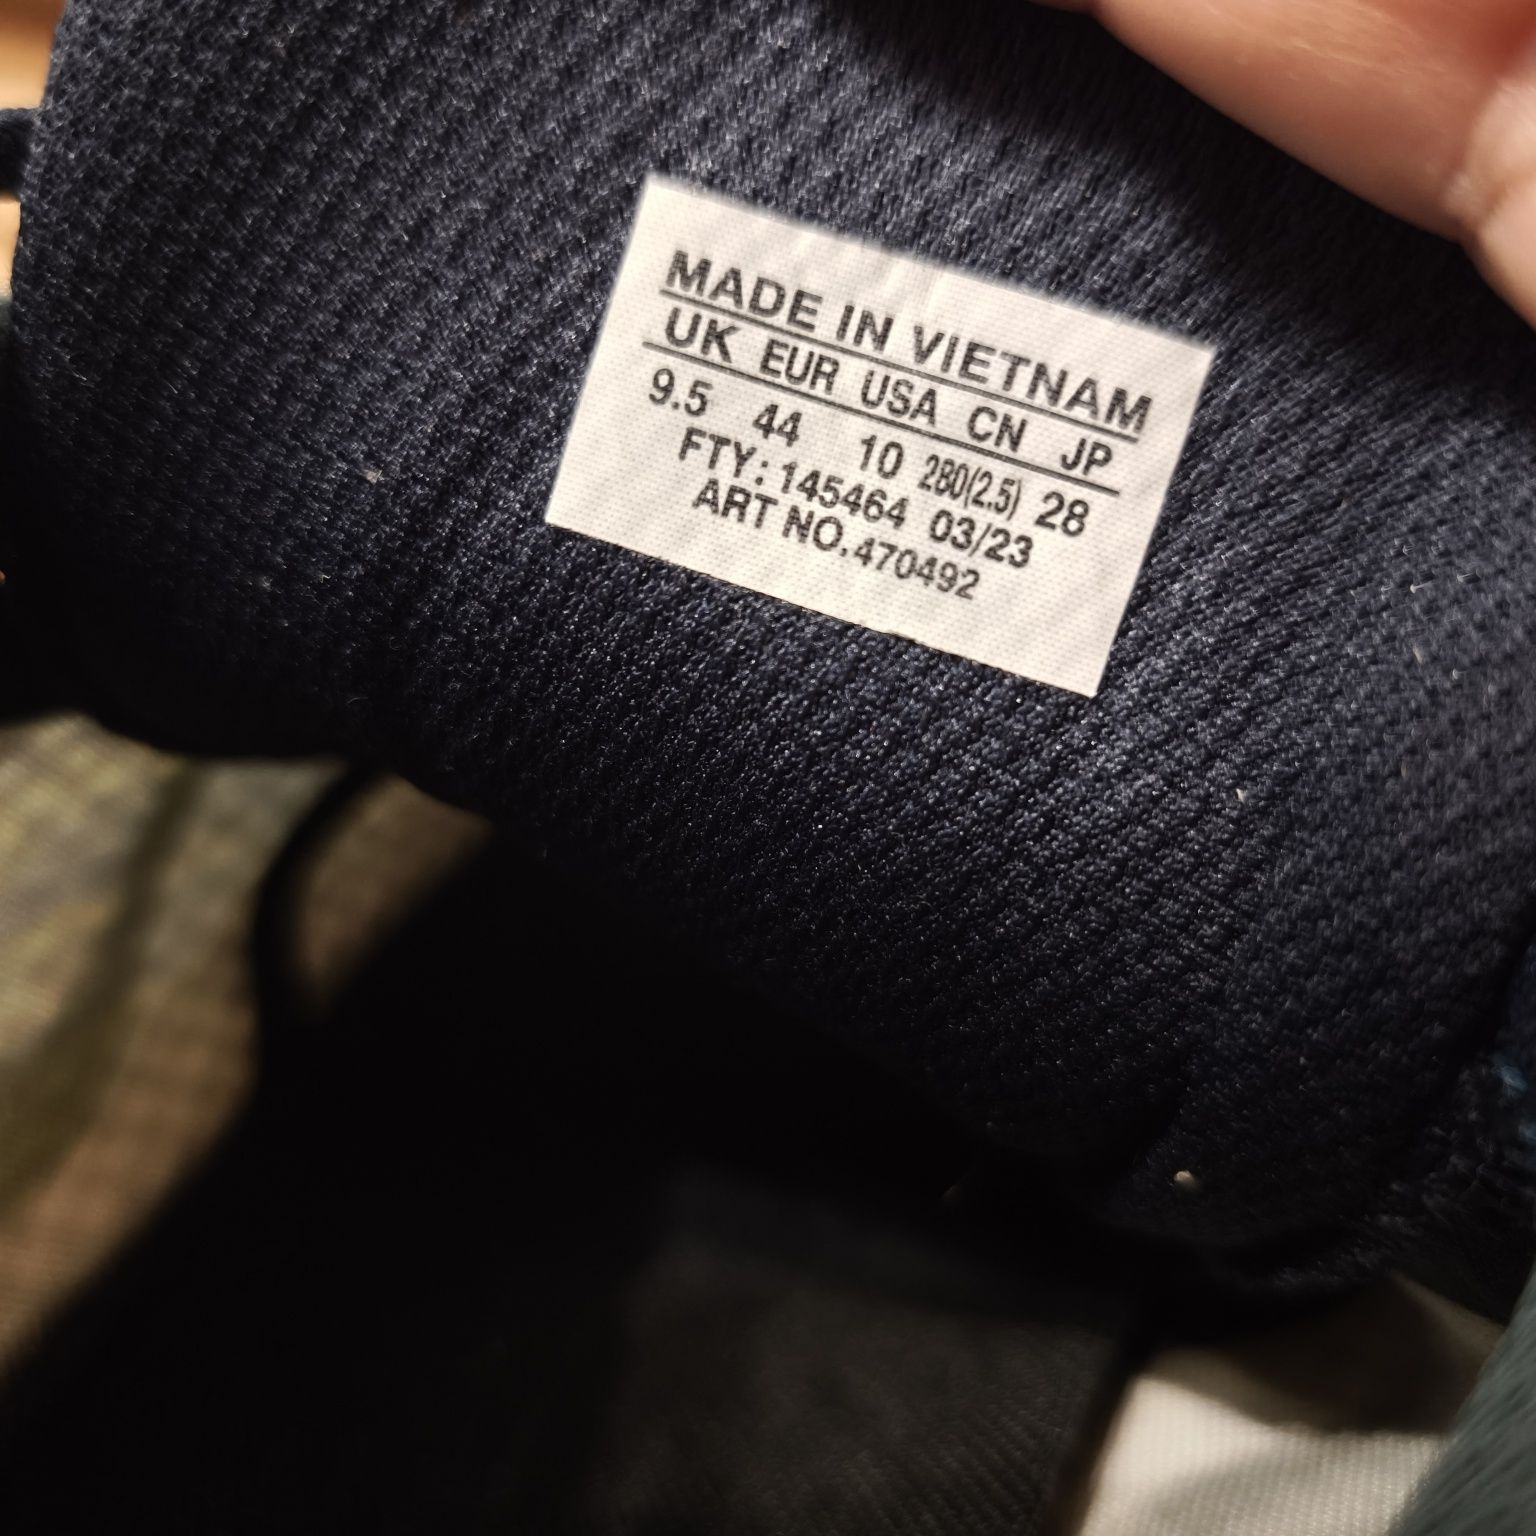 MADE IN VIETNAM
UK EUR USA CN JP
9.5 44 10 280(2.5) 28
FTY: 145464 03/23
ART NO.470492